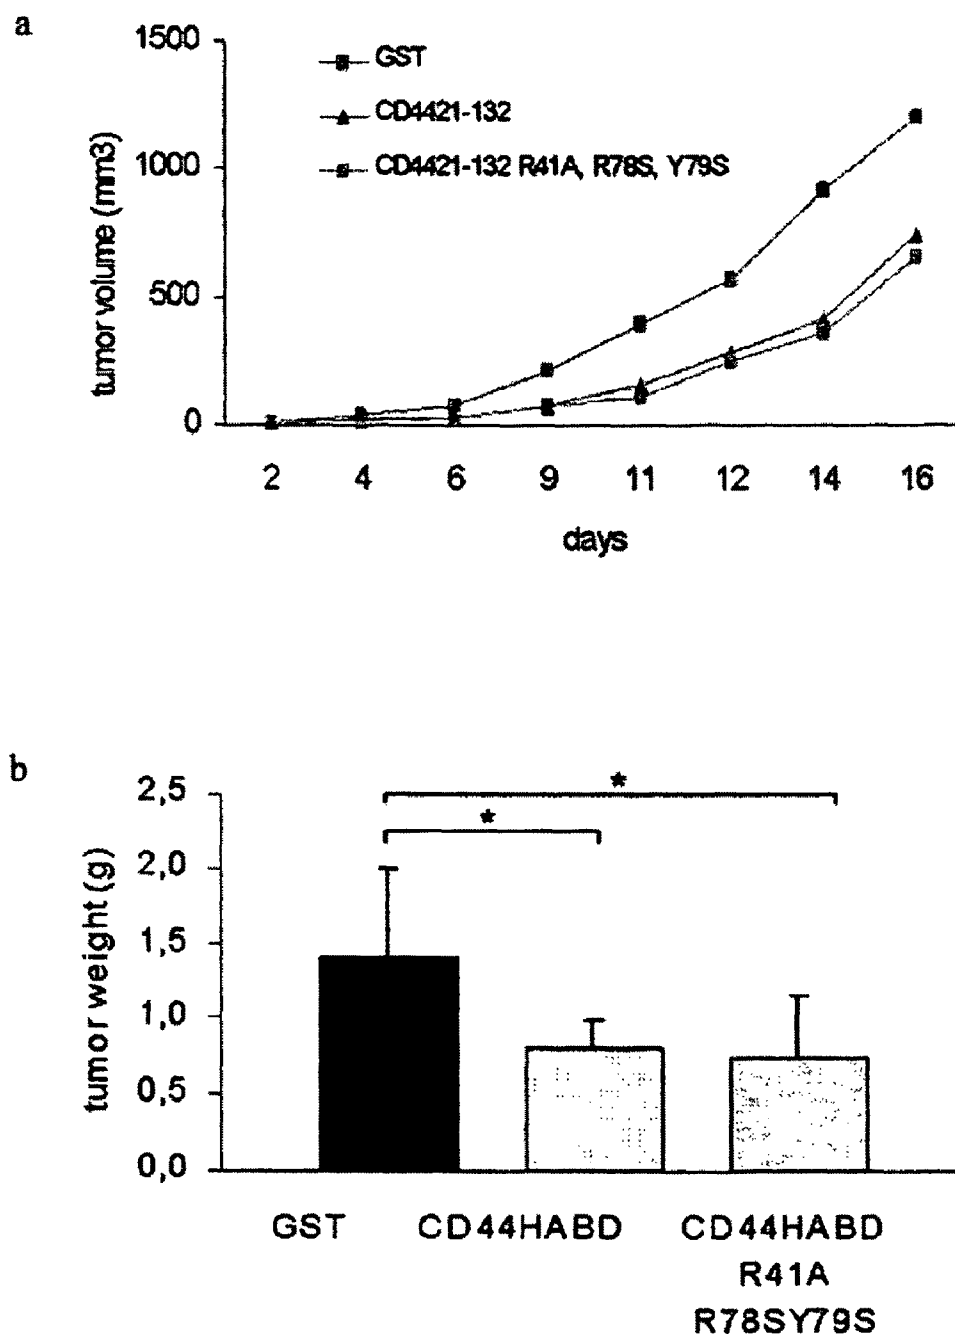 a
1500
1000
500
0
tumor volume (mm3)
GST
CD4421-132
CD4421-132 R41A, R78S, Y79S
2 4 6 9 11 12 14 16
days
b
2,5
2,0
1,5
1,0
0,5
0,0
tumor weight (g)
*
*
GST CD44HABD CD44HABD
R41A
R78SY79S